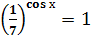 (1/7)^cos x = 1